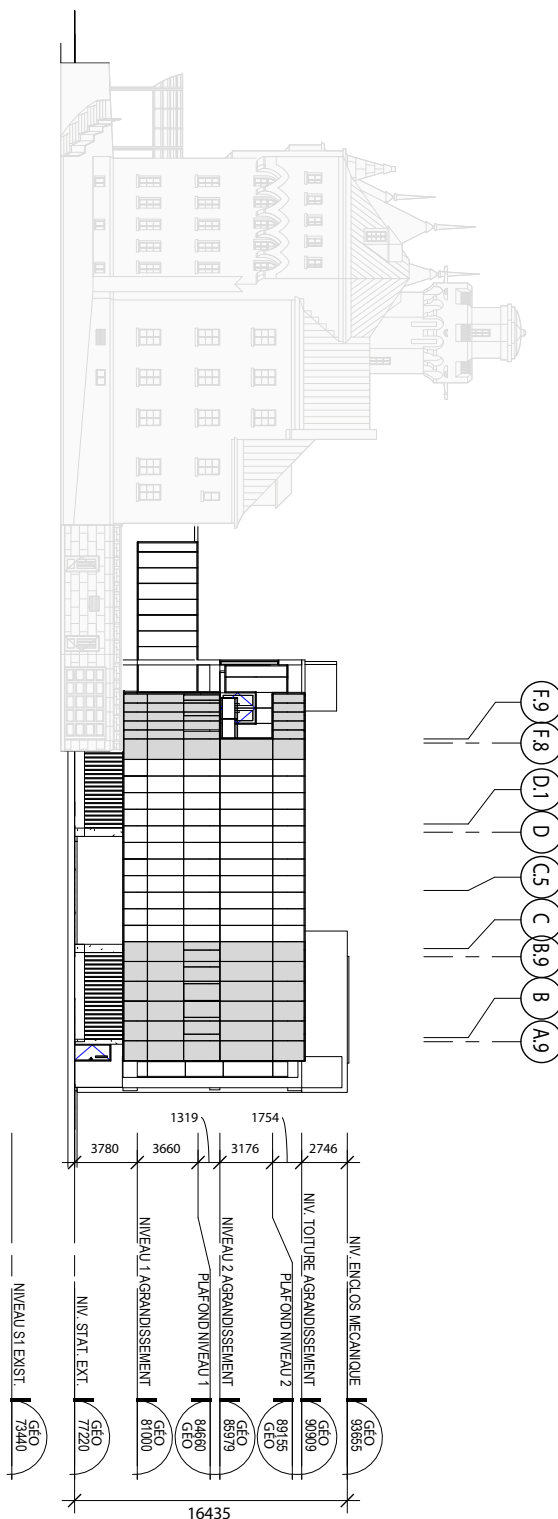 F.9
F.8
D.1
D
C.5
C
B.9
B
A.9
1319
1754
3780
3660
3176
2746
NIV. ENCLOS MECANIQUE
GÉO
93655
NIV. TOITURE AGRANDISSEMENT
GÉO
90909
PLAFOND NIVEAU 2
89155
GÉO
NIVEAU 2 AGRANDISSEMENT
GÉO
85979
PLAFOND NIVEAU 1
84660
GÉO
NIVEAU 1 AGRANDISSEMENT
GÉO
81000
NIV. STAT. EXT.
GÉO
77220
NIVEAU S1 EXIST.
GÉO
73440
16435